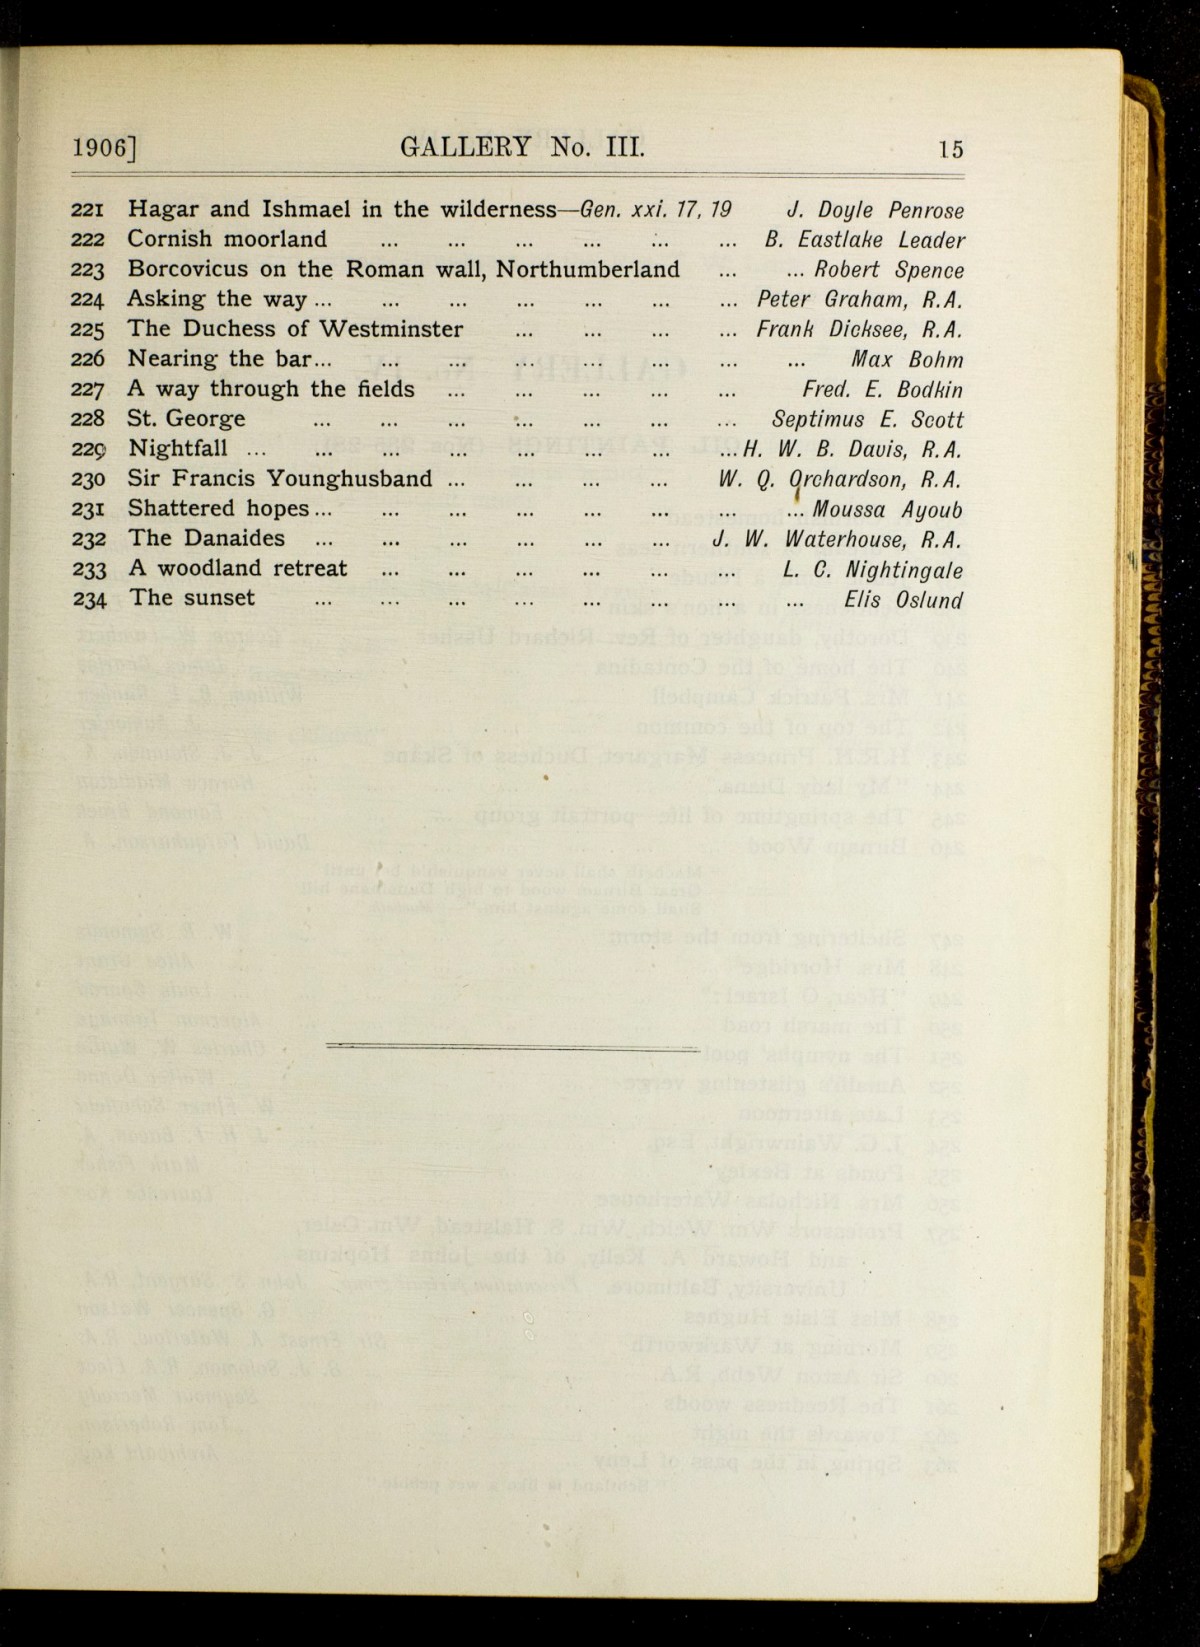 1906] GALLERY No. III. 15
221 Hagar and Ishmael in the wilderness—Gen. xxi. 17, 19 J. Doyle Penrose
222 Cornish moorland ... ... ... ... ... ... B. Eastlake Leader
223 Borcovicus on the Roman wall, Northumberland ... ... Robert Spence
224 Asking the way ... ... ... ... ... ... ... Peter Graham, R.A.
225 The Duchess of Westminster ... ... ... ... Frank Dicksee, R.A.
226 Nearing the bar... ... ... ... ... ... ... ... Max Bohm
227 A way through the fields ... ... ... ... ... Fred. E. Bodkin
228 St. George ... ... ... ... ... ... ... Septimus E. Scott
229 Nightfall ... ... ... ... ... ... ... ... H. W. B. Davis, R.A.
230 Sir Francis Younghusband ... ... ... ... W. Q. Orchardson, R.A.
231 Shattered hopes ... ... ... ... ... ... ... ... Moussa Ayoub
232 The Danaides ... ... ... ... ... ... J. W. Waterhouse, R.A.
233 A woodland retreat ... ... ... ... ... ... L. C. Nightingale
234 The sunset ... ... ... ... ... ... ... ... Elis Oslund